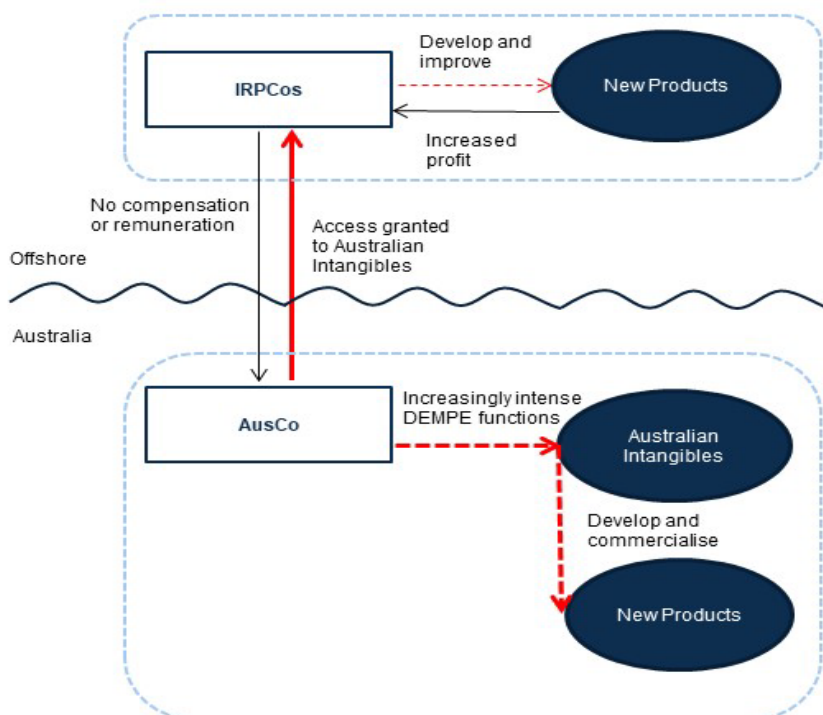 Develop and
improve
IRPCos
New Products
Increased
profit
No compensation
or remuneration
Access granted
to Australian
Intangibles
Offshore
Australia
Increasingly intense
DEMPE functions
AusCo
Australian
Intangibles
Develop and
commercialise
New Products